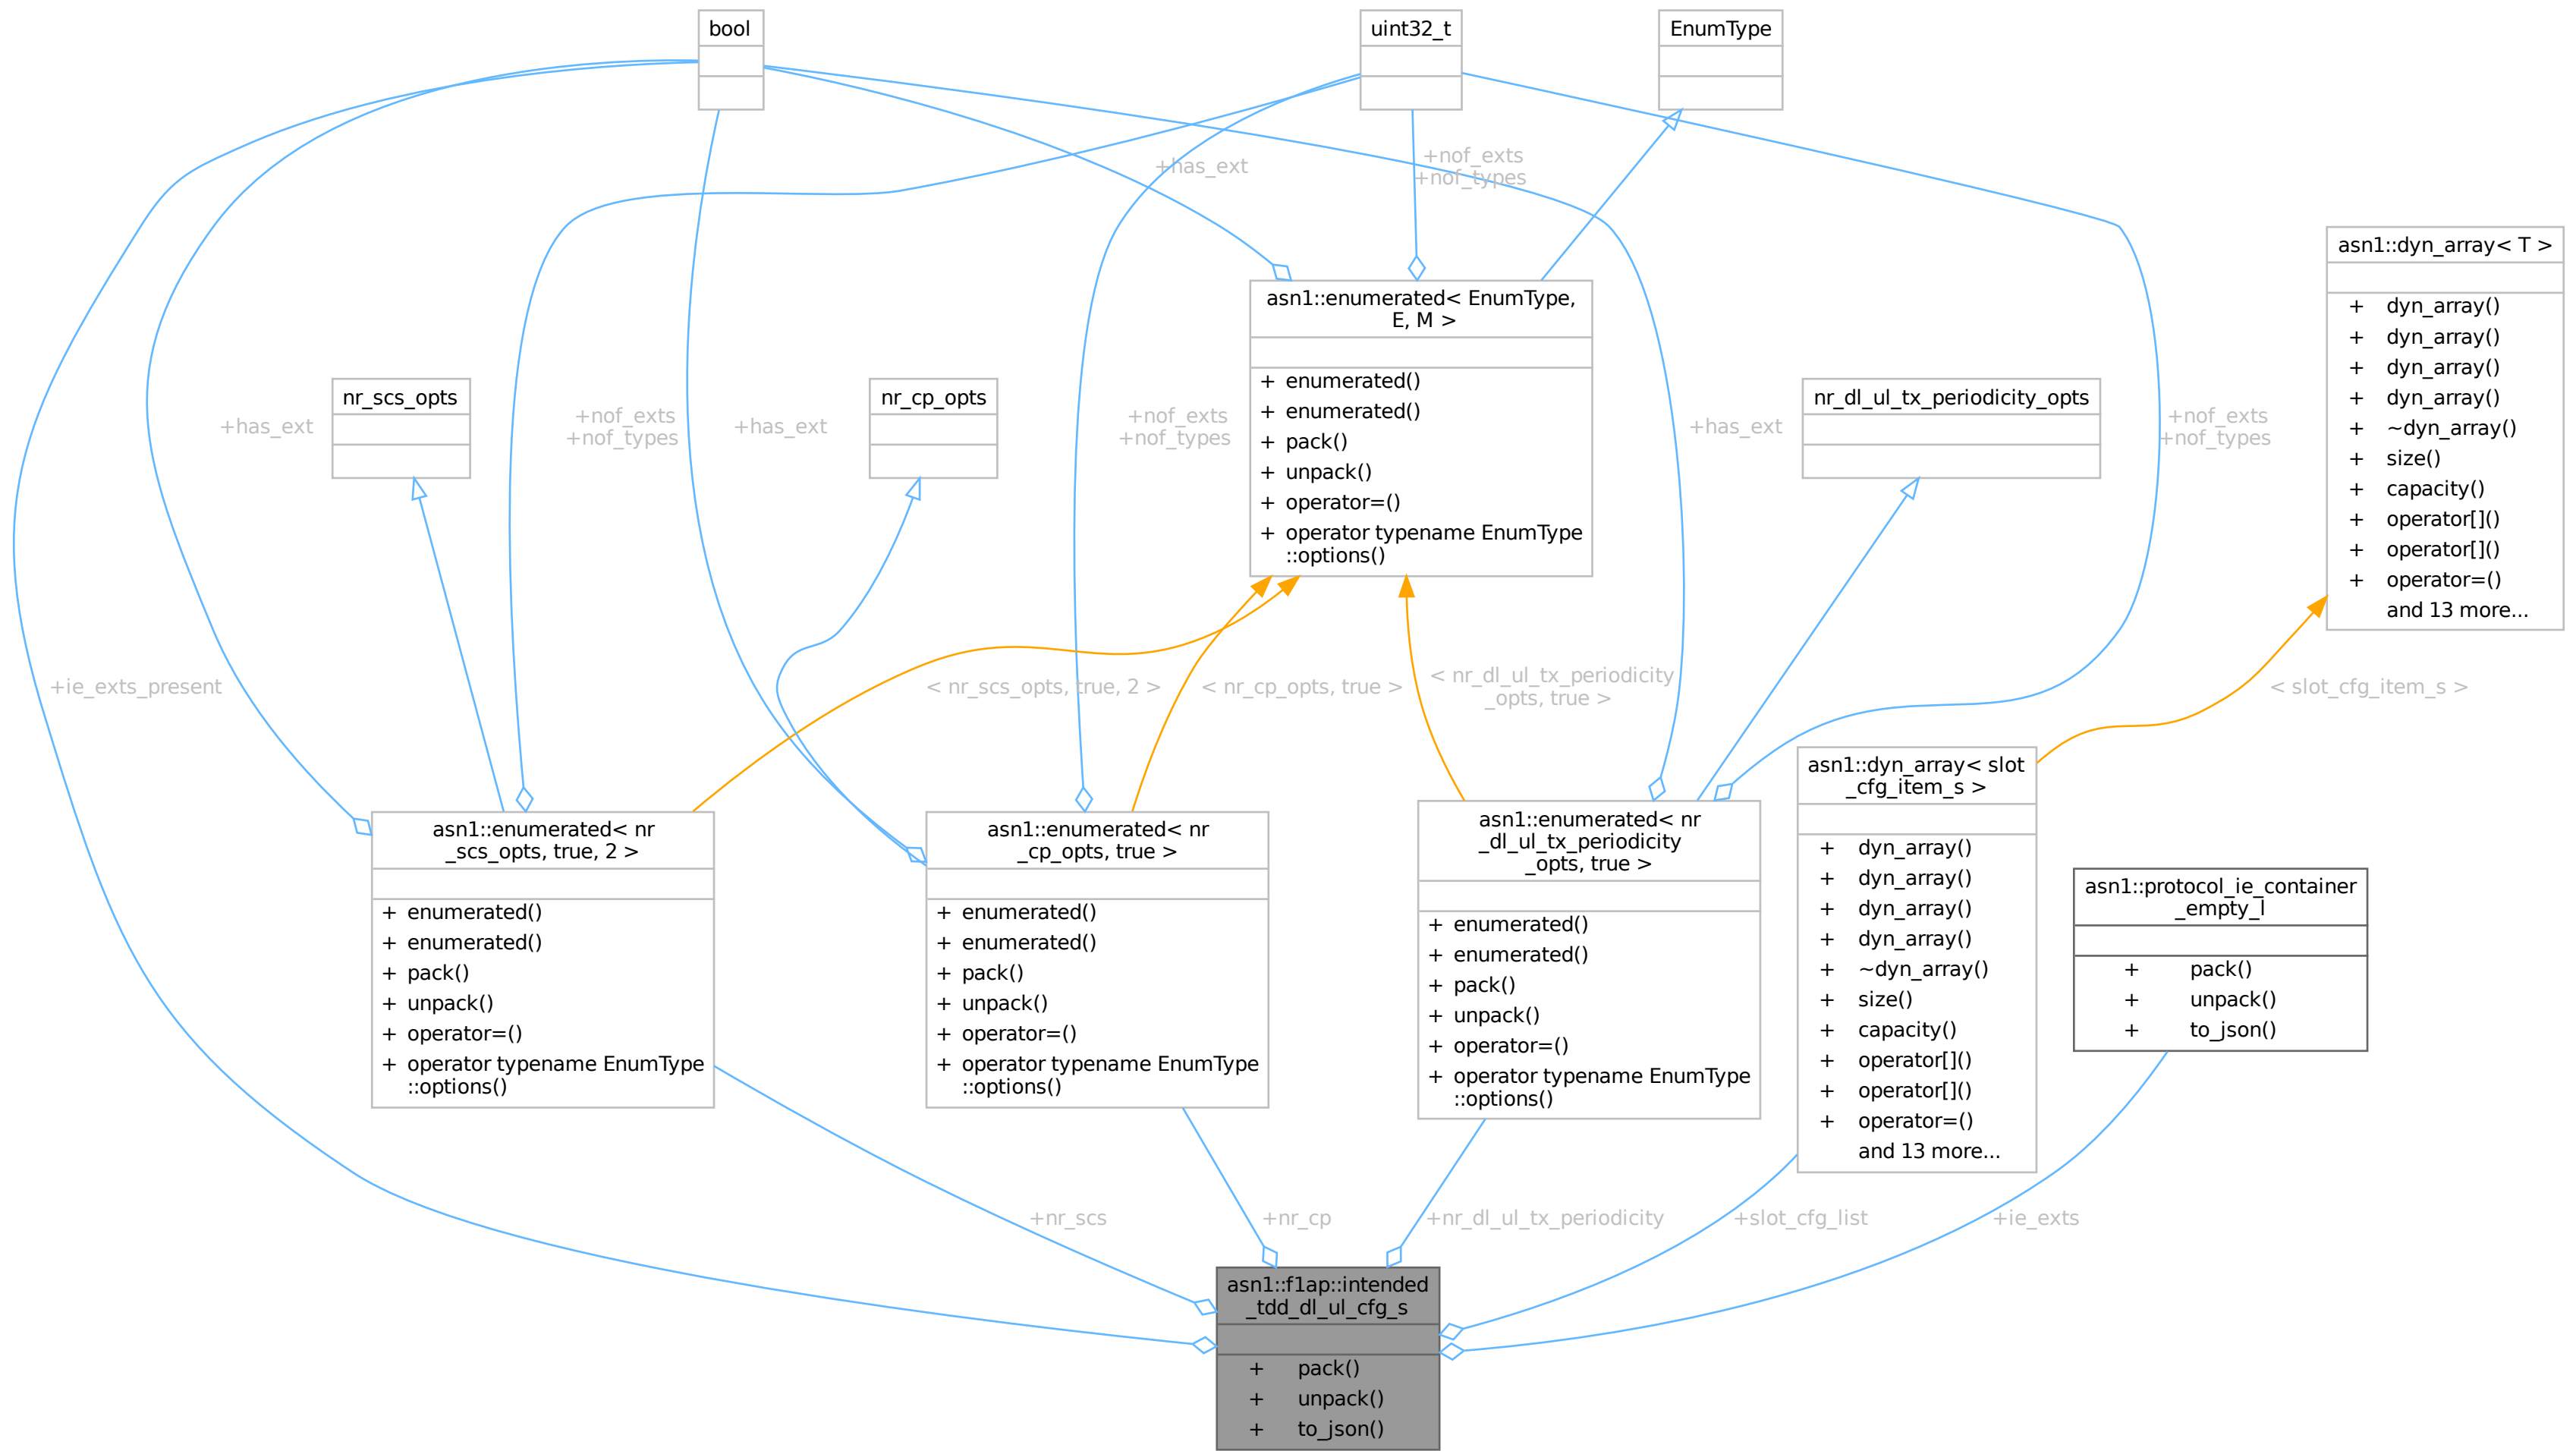 bool
uint32_t
EnumType
+has_ext
+nof_exts
+nof_types
asn1::dyn_array< T >
+ dyn_array()
+ dyn_array()
+ dyn_array()
+ dyn_array()
+ ~dyn_array()
+ size()
+ capacity()
+ operator[]()
+ operator[]()
+ operator=()
and 13 more...
asn1::enumerated< EnumType,
E, M >
+ enumerated()
+ enumerated()
+ pack()
+ unpack()
+ operator=()
+ operator typename EnumType
::options()
nr_scs_opts
nr_cp_opts
nr_dl_ul_tx_periodicity_opts
+has_ext
+nof_exts
+nof_types
+has_ext
+nof_exts
+nof_types
+has_ext
+nof_exts
+nof_types
+ie_exts_present
< nr_scs_opts, true, 2 >
< nr_cp_opts, true >
< nr_dl_ul_tx_periodicity
_opts, true >
< slot_cfg_item_s >
asn1::enumerated< nr
_scs_opts, true, 2 >
+ enumerated()
+ enumerated()
+ pack()
+ unpack()
+ operator=()
+ operator typename EnumType
::options()
asn1::enumerated< nr
_cp_opts, true >
+ enumerated()
+ enumerated()
+ pack()
+ unpack()
+ operator=()
+ operator typename EnumType
::options()
asn1::enumerated< nr
_dl_ul_tx_periodicity
_opts, true >
+ enumerated()
+ enumerated()
+ pack()
+ unpack()
+ operator=()
+ operator typename EnumType
::options()
asn1::dyn_array< slot
_cfg_item_s >
+ dyn_array()
+ dyn_array()
+ dyn_array()
+ dyn_array()
+ ~dyn_array()
+ size()
+ capacity()
+ operator[]()
+ operator[]()
+ operator=()
and 13 more...
asn1::protocol_ie_container
_empty_l
+ pack()
+ unpack()
+ to_json()
+nr_scs
+nr_cp
+nr_dl_ul_tx_periodicity
+slot_cfg_list
+ie_exts
asn1::f1ap::intended
_tdd_dl_ul_cfg_s
+ pack()
+ unpack()
+ to_json()